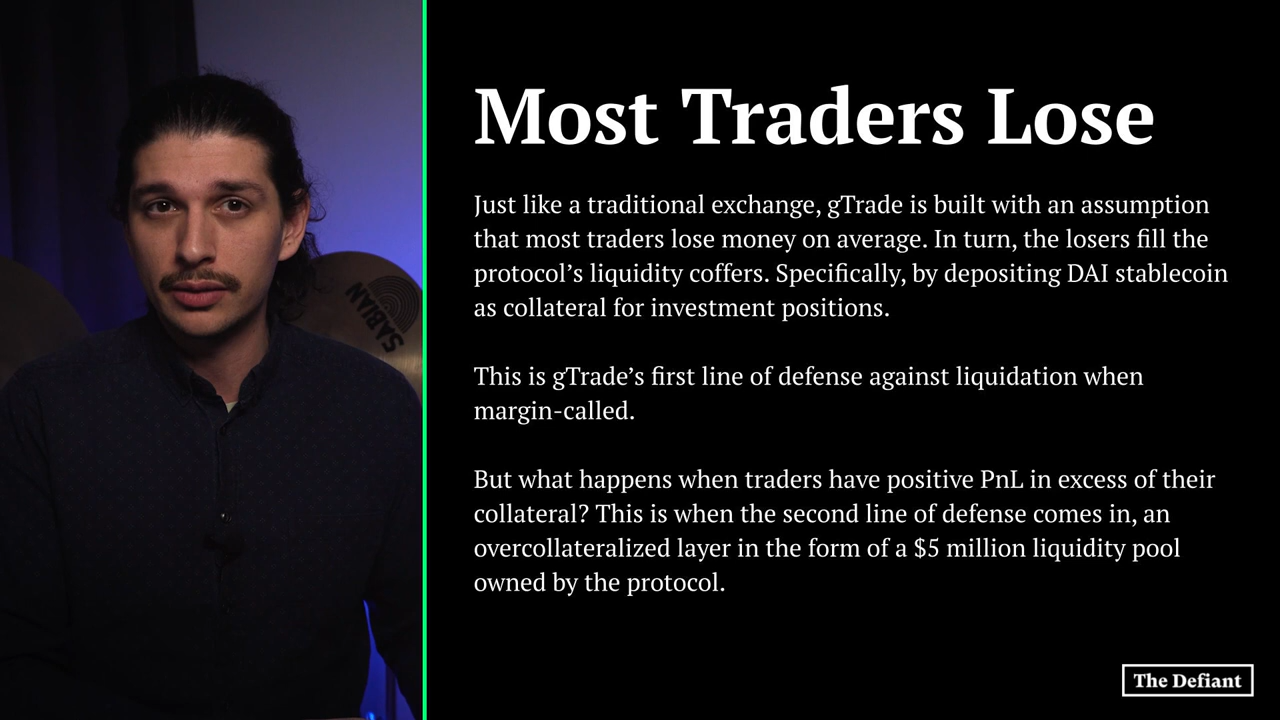 SABIAN
Most Traders Lose
Just like a traditional exchange, gTrade is built with an assumption
that most traders lose money on average. In turn, the losers fill the
protocol’s liquidity coffers. Specifically, by depositing DAI stablecoin
as collateral for investment positions.
This is gTrade’s first line of defense against liquidation when
margin-called.
But what happens when traders have positive PnL in excess of their
collateral? This is when the second line of defense comes in, an
overcollateralized layer in the form of a $5 million liquidity pool
owned by the protocol.
The Defiant